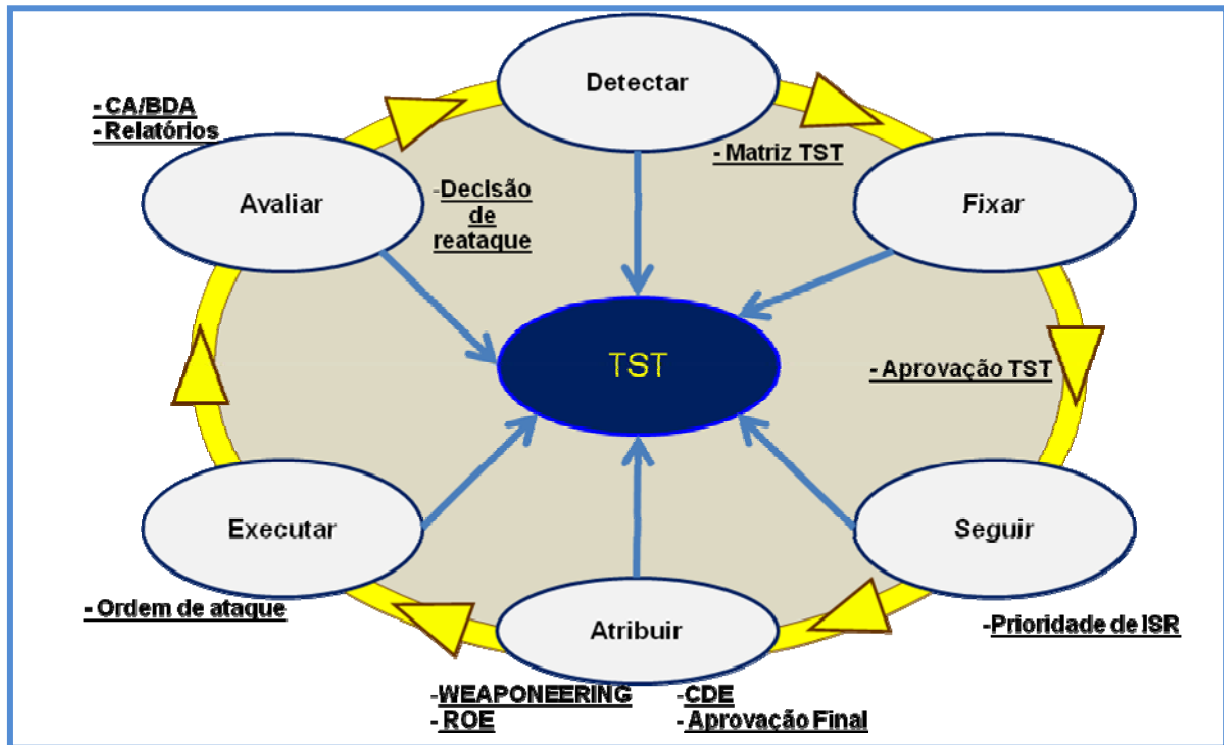 Detectar
- CA/BDA
- Relatórios
- Matriz TST
Avaliar
-Decisão
de
reataque
Fixar
TST
- Aprovação TST
Executar
Seguir
- Ordem de ataque
Atribuir
-Prioridade de ISR
-WEAPONEERING
- ROE
-CDE
- Aprovação Final